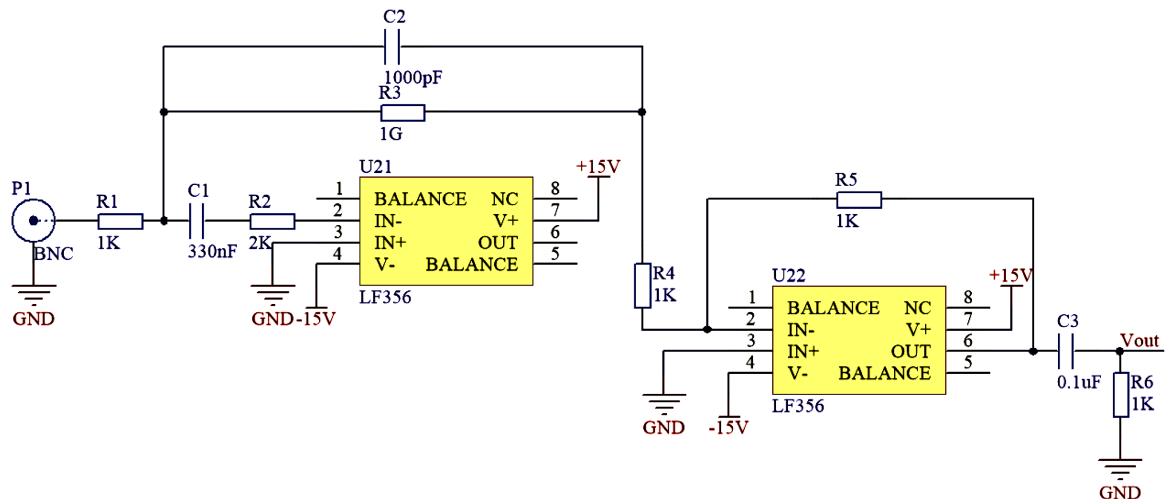 C2
1000pF
R3
1G
U21
+15V
P1
R1
C1
R2
1 BALANCE NC 8
2 IN- V+ 7
3 IN+ OUT 6
4 V- BALANCE 5
1K
330nF
2K
BNC
GND
GND
-15V
LF356
R5
1K
R4
1K
U22
+15V
1 BALANCE NC 8
2 IN- V+ 7
3 IN+ OUT 6
4 V- BALANCE 5
C3
0.1uF
Vout
R6
1K
LF356
GND
-15V
GND